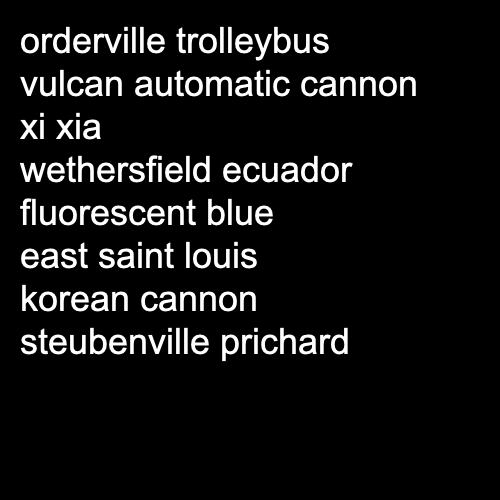 orderville trolleybus
vulcan automatic cannon
xi xia
wethersfield ecuador
fluorescent blue
east saint louis
korean cannon
steubenville prichard